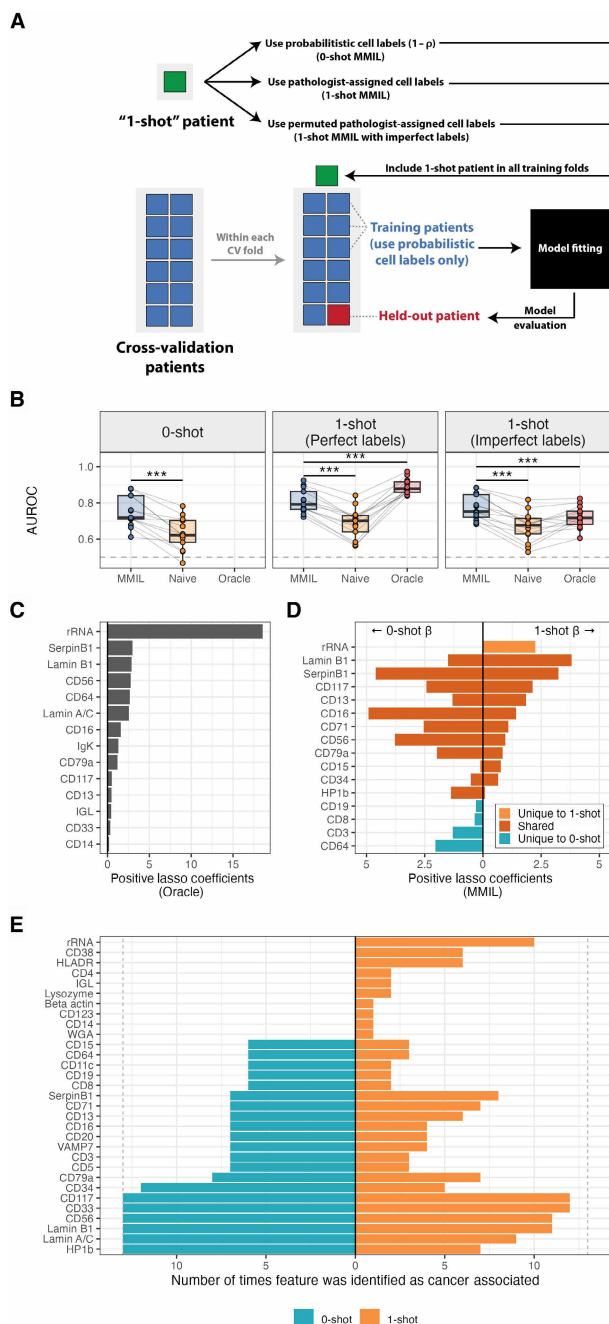 A
Use probabilitistic cell labels (1 – ρ)
(0-shot MMIL)
Use pathologist-assigned cell labels
(1-shot MMIL)
"1-shot" patient
Use permuted pathologist-assigned cell labels
(1-shot MMIL with imperfect labels)
Include 1-shot patient in all training folds
Within each
CV fold
Training patients
(use probabilistic
cell labels only)
Model fitting
Held-out patient
Model
evaluation
Cross-validation
patients
B
0-shot
1-shot
(Perfect labels)
1-shot
(Imperfect labels)
AUROC
1.0
0.8
0.6
***
***
***
***
***
MMIL
Naive
Oracle
MMIL
Naive
Oracle
MMIL
Naive
Oracle
C
rRNA
SerpinB1
Lamin B1
CD56
CD64
Lamin A/C
CD16
IgK
CD79a
CD117
CD13
IGL
CD33
CD14
0
5
10
15
Positive lasso coefficients
(Oracle)
D
← 0-shot β
1-shot β →
rRNA
Lamin B1
SerpinB1
CD117
CD13
CD16
CD71
CD56
CD79a
CD15
CD34
HP1b
CD19
CD8
CD3
CD64
Unique to 1-shot
Shared
Unique to 0-shot
5
2.5
0
2.5
5
Positive lasso coefficients
(MMIL)
E
rRNA
CD38
HLADR
CD4
IGL
Lysozyme
Beta actin
CD123
CD14
WGA
CD15
CD64
CD11c
CD19
CD8
SerpinB1
CD71
CD13
CD16
CD20
VAMP7
CD3
CD5
CD79a
CD34
CD117
CD33
CD56
Lamin B1
Lamin A/C
HP1b
10
5
0
5
10
Number of times feature was identified as cancer associated
0-shot
1-shot